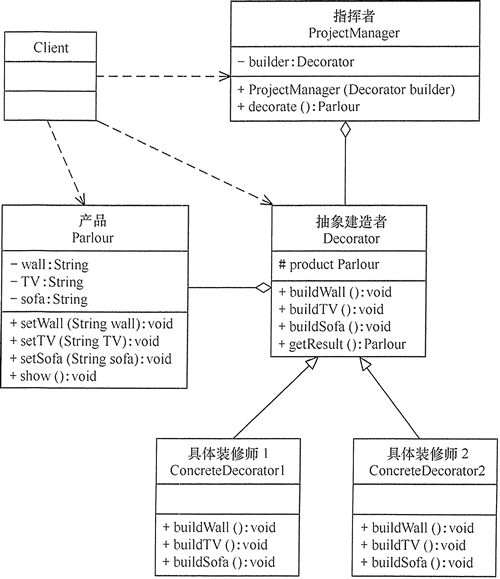 Client
指挥者
ProjectManager
- builder:Decorator
+ ProjectManager (Decorator builder)
+ decorate ():Parlour
产品
Parlour
- wall:String
- TV:String
- sofa:String
+ setWall (String wall):void
+ setTV (String TV):void
+ setSofa (String sofa):void
+ show ():void
抽象建造者
Decorator
# product Parlour
+ buildWall ():void
+ buildTV ():void
+ buildSofa ():void
+ getResult ():Parlour
具体装修师 1
ConcreteDecorator1
+ buildWall ():void
+ buildTV ():void
+ buildSofa ():void
具体装修师 2
ConcreteDecorator2
+ buildWall ():void
+ buildTV ():void
+ buildSofa ():void